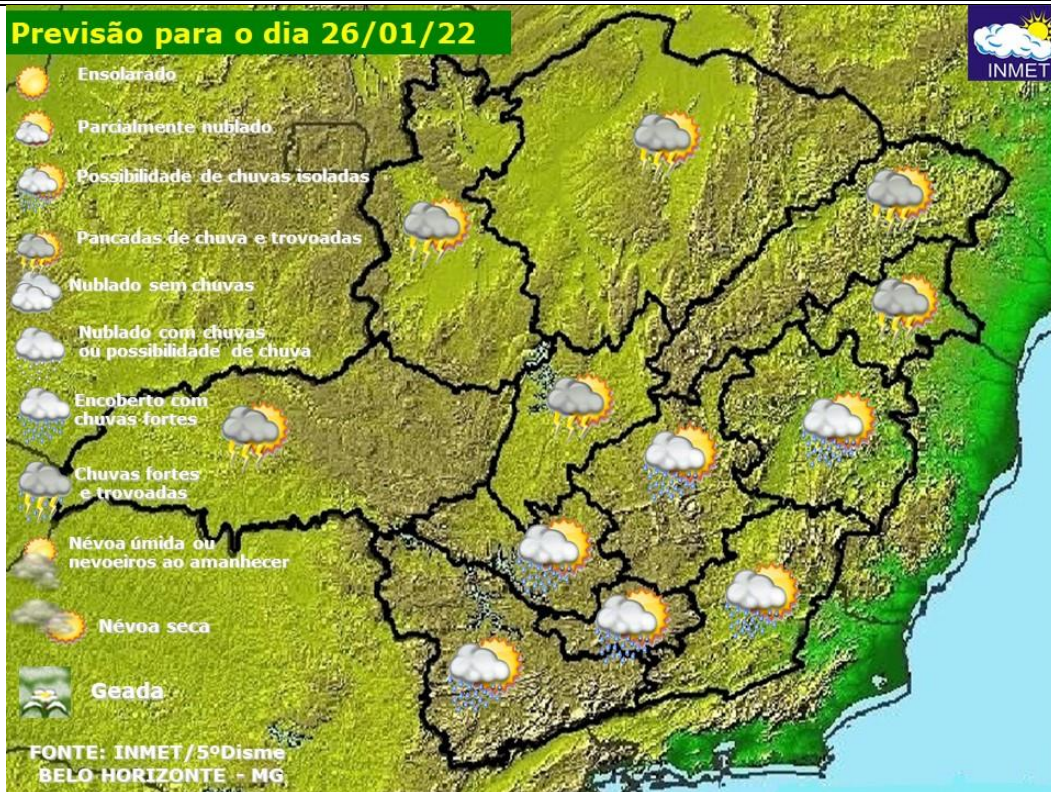 Previsão para o dia 26/01/22
INMET
Ensolarado
Parcialmente nublado
Possibilidade de chuvas isoladas
Pancadas de chuva e trovoadas
Nublado sem chuvas
Nublado com chuvas
ou possibilidade de chuva
Encoberto com
chuvas fortes
Chuvas fortes
e trovoadas
Névoa úmida ou
nevoeiros ao amanhecer
Névoa seca
Geada
FONTE: INMET/5ºDisme
BELO HORIZONTE - MG